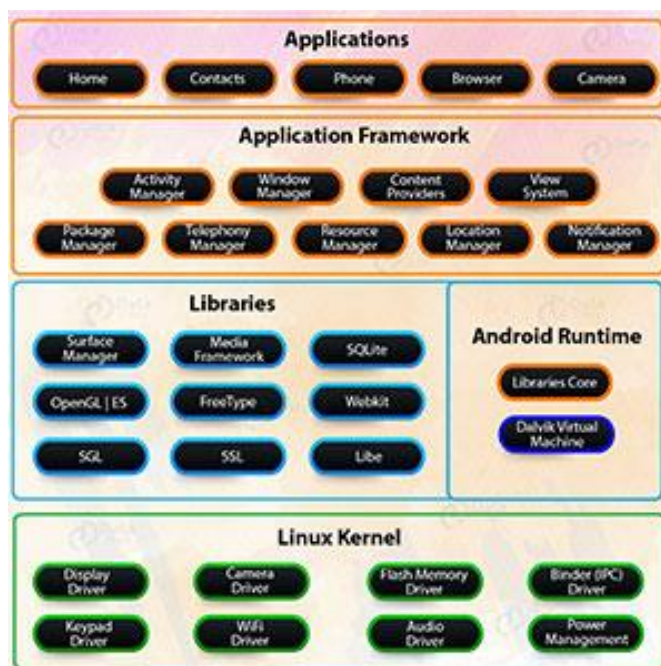 Applications
Home Contacts Phone Browser Camera
Application Framework
Activity Manager
Window Manager
Content Providers
View System
Package Manager
Telephony Manager
Resource Manager
Location Manager
Notification Manager
Libraries
Surface Manager
Media Framework
SQLite
OpenGL | ES
FreeType
Webkit
SGL
SSL
Libe
Android Runtime
Libraries Core
Dalvik Virtual Machine
Linux Kernel
Display Driver
Camera Driver
Flash Memory Driver
Binder (IPC) Driver
Keypad Driver
WiFi Driver
Audio Driver
Power Management